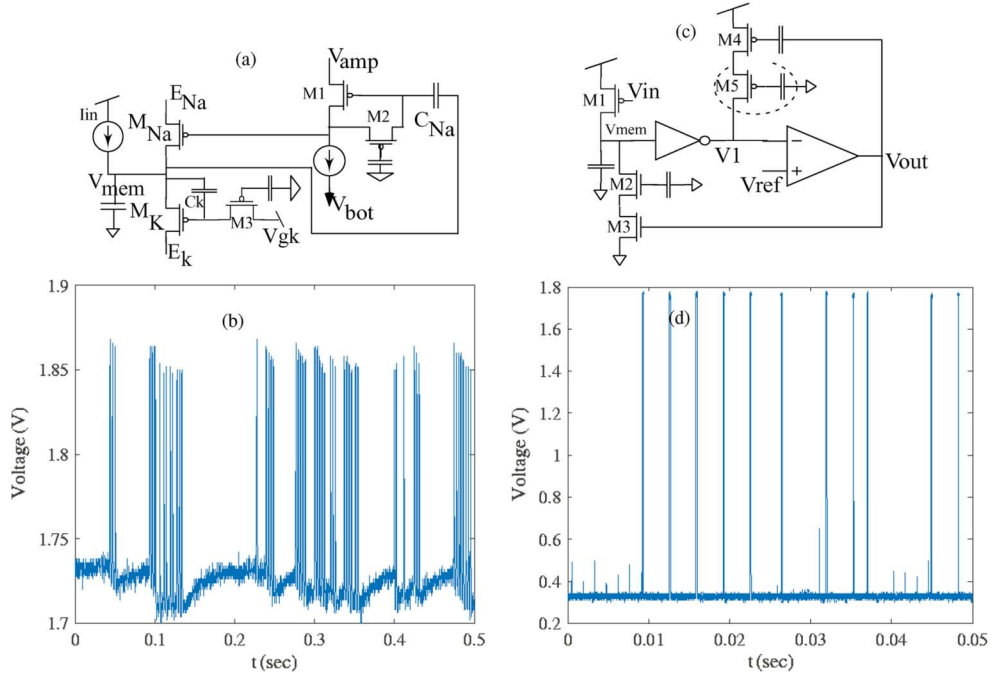 (a)
Vamp
M1
ENa
Iin
MNa
M2
CNa
Vmem
Ck
MK
M3
Vgk
Vbot
Ek
(c)
M4
M5
M1
Vin
Vmem
V1
M2
Vref
Vout
M3
(b)
1.9
1.85
1.8
1.75
1.7
Voltage (V)
0
0.1
0.2
0.3
0.4
0.5
t (sec)
(d)
1.8
1.6
1.4
1.2
1
0.8
0.6
0.4
0.2
Voltage (V)
0
0.01
0.02
0.03
0.04
0.05
t (sec)